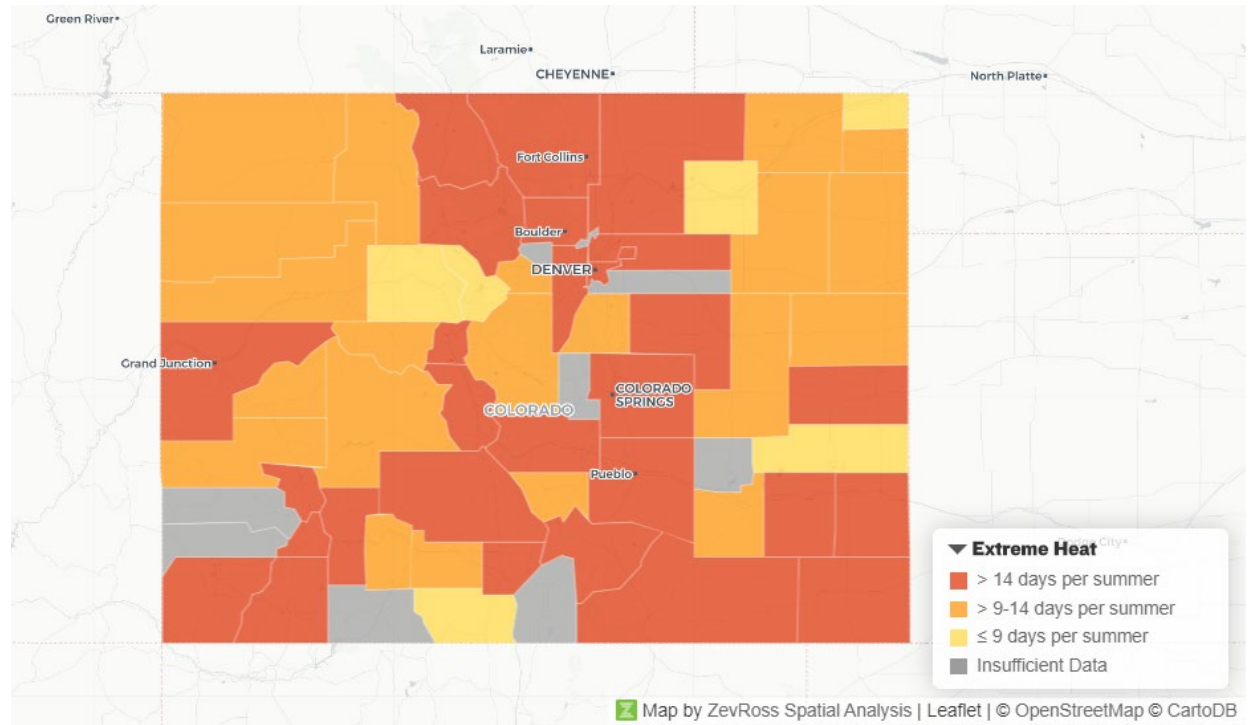 Green River
Laramie
CHEYENNE
North Platte
Fort Collins
Boulder
DENVER
Grand Junction
COLORADO
SPRINGS
COLORADO
Pueblo
Dodge City
Extreme Heat
> 14 days per summer
> 9-14 days per summer
≤ 9 days per summer
Insufficient Data
Map by ZevRoss Spatial Analysis | Leaflet | © OpenStreetMap © CartoDB